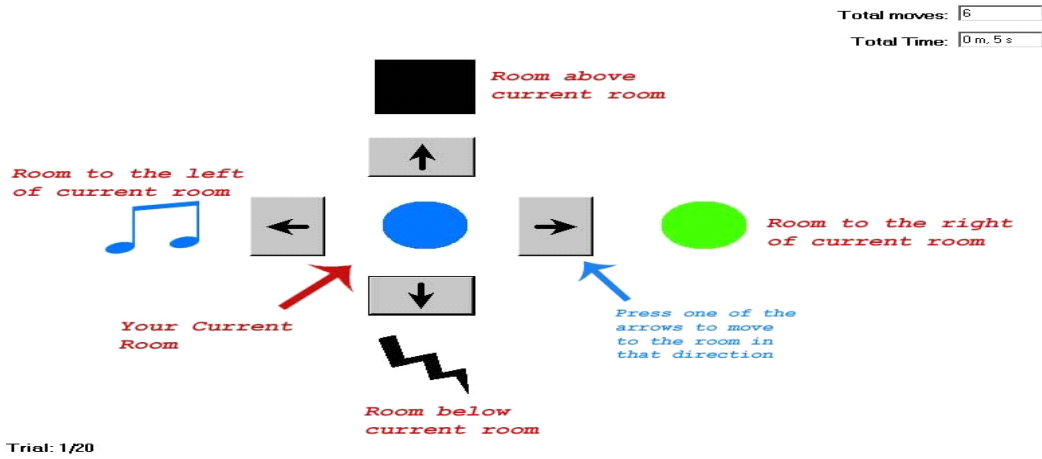 Total moves: 6
Total Time: 0 m, 5 s
Room above
current room
Room to the left
of current room
Room to the right
of current room
Your Current
Room
Press one of the
arrows to move
to the room in
that direction
Room below
current room
Trial: 1/20